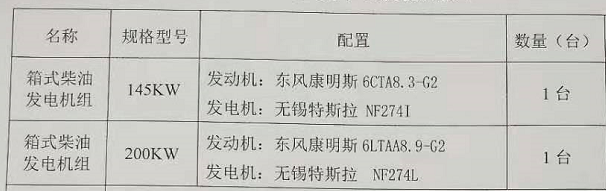 名称 规格型号 配置 数量（台）
箱式柴油
发电机组 145KW 发动机：东风康明斯 6CTA8.3-G2
发电机：无锡特斯拉 NF274I 1 台
箱式柴油
发电机组 200KW 发动机：东风康明斯 6LTAA8.9-G2
发电机：无锡特斯拉 NF274L 1 台